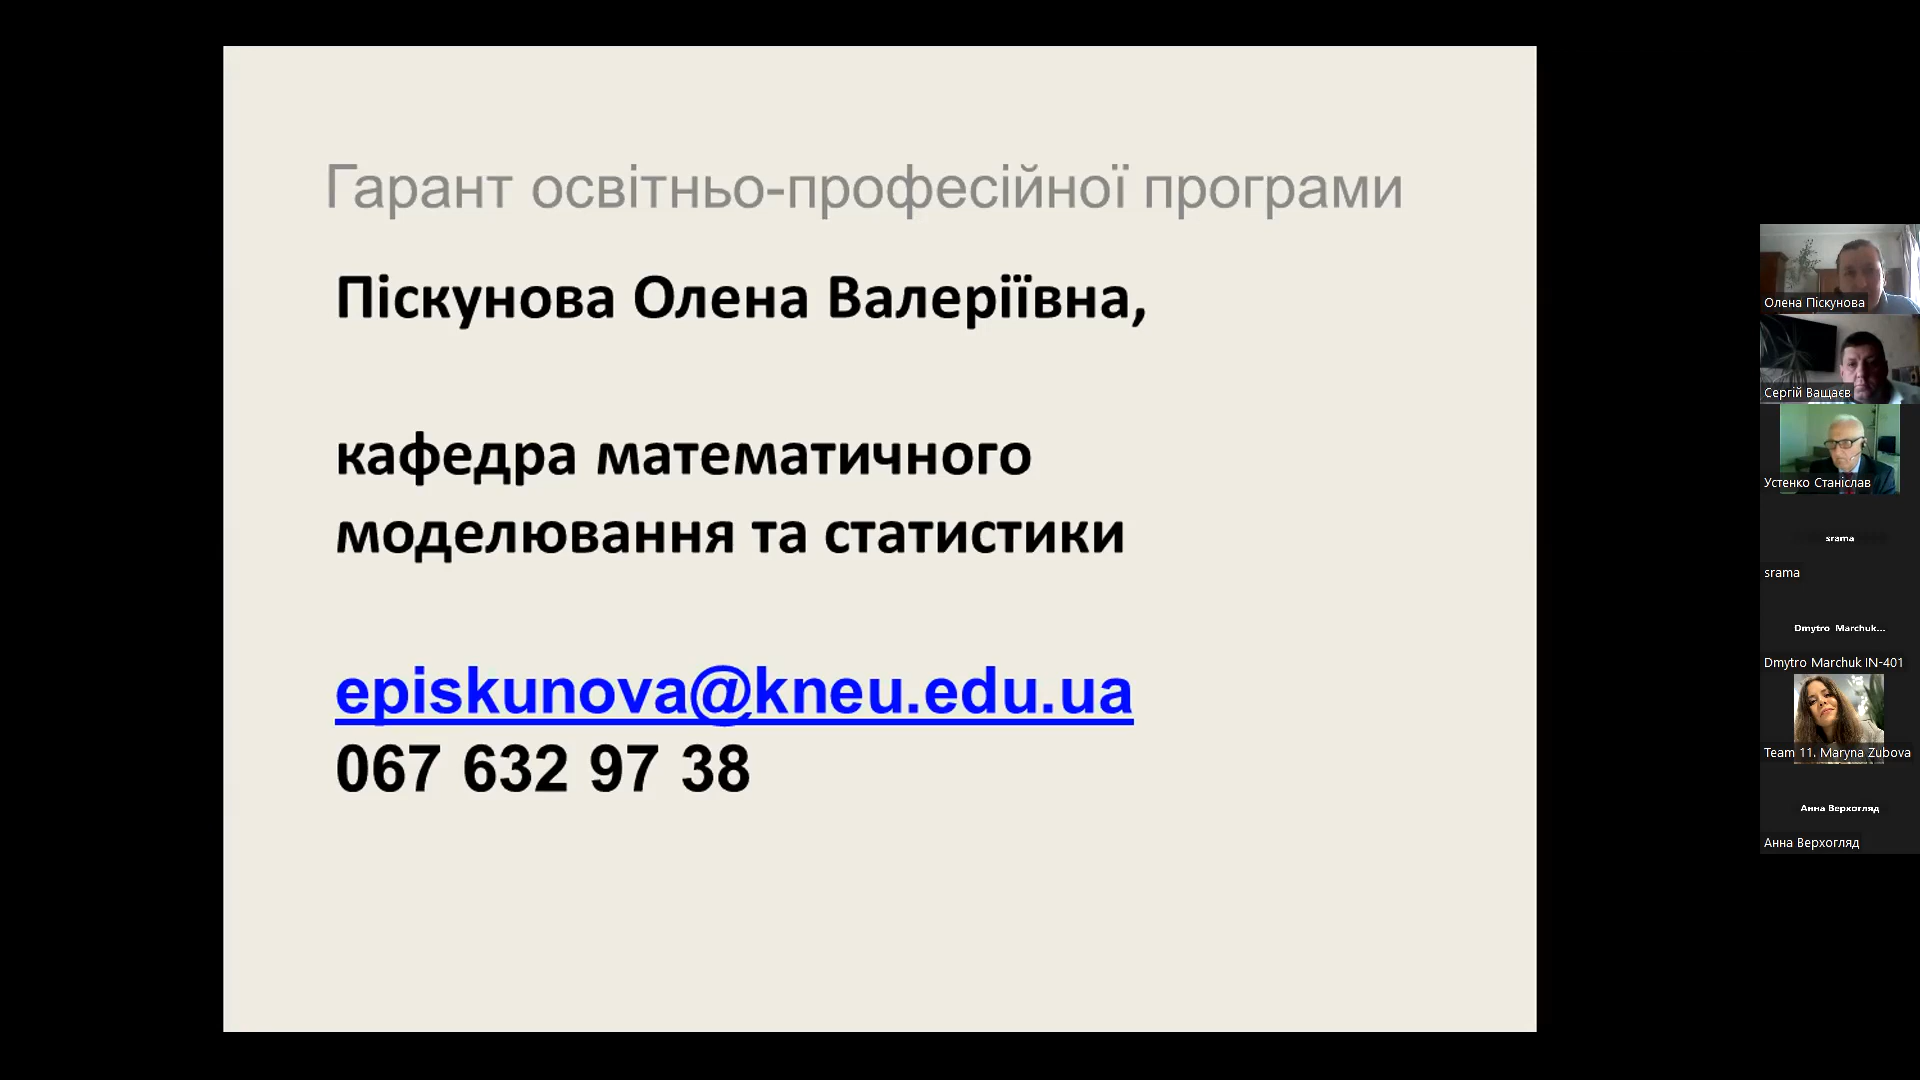 Гарант освітньо-професійної програми
Піскунова Олена Валеріївна,
кафедра математичного
моделювання та статистики
episkunova@kneu.edu.ua
067 632 97 38
Олена Піскунова
Сергій Ващаєв
Устенко Станіслав
srama
srama
Dmytro Marchuk...
Dmytro Marchuk IN-401
Team 11. Maryna Zubova
Анна Верхогляд
Анна Верхогляд